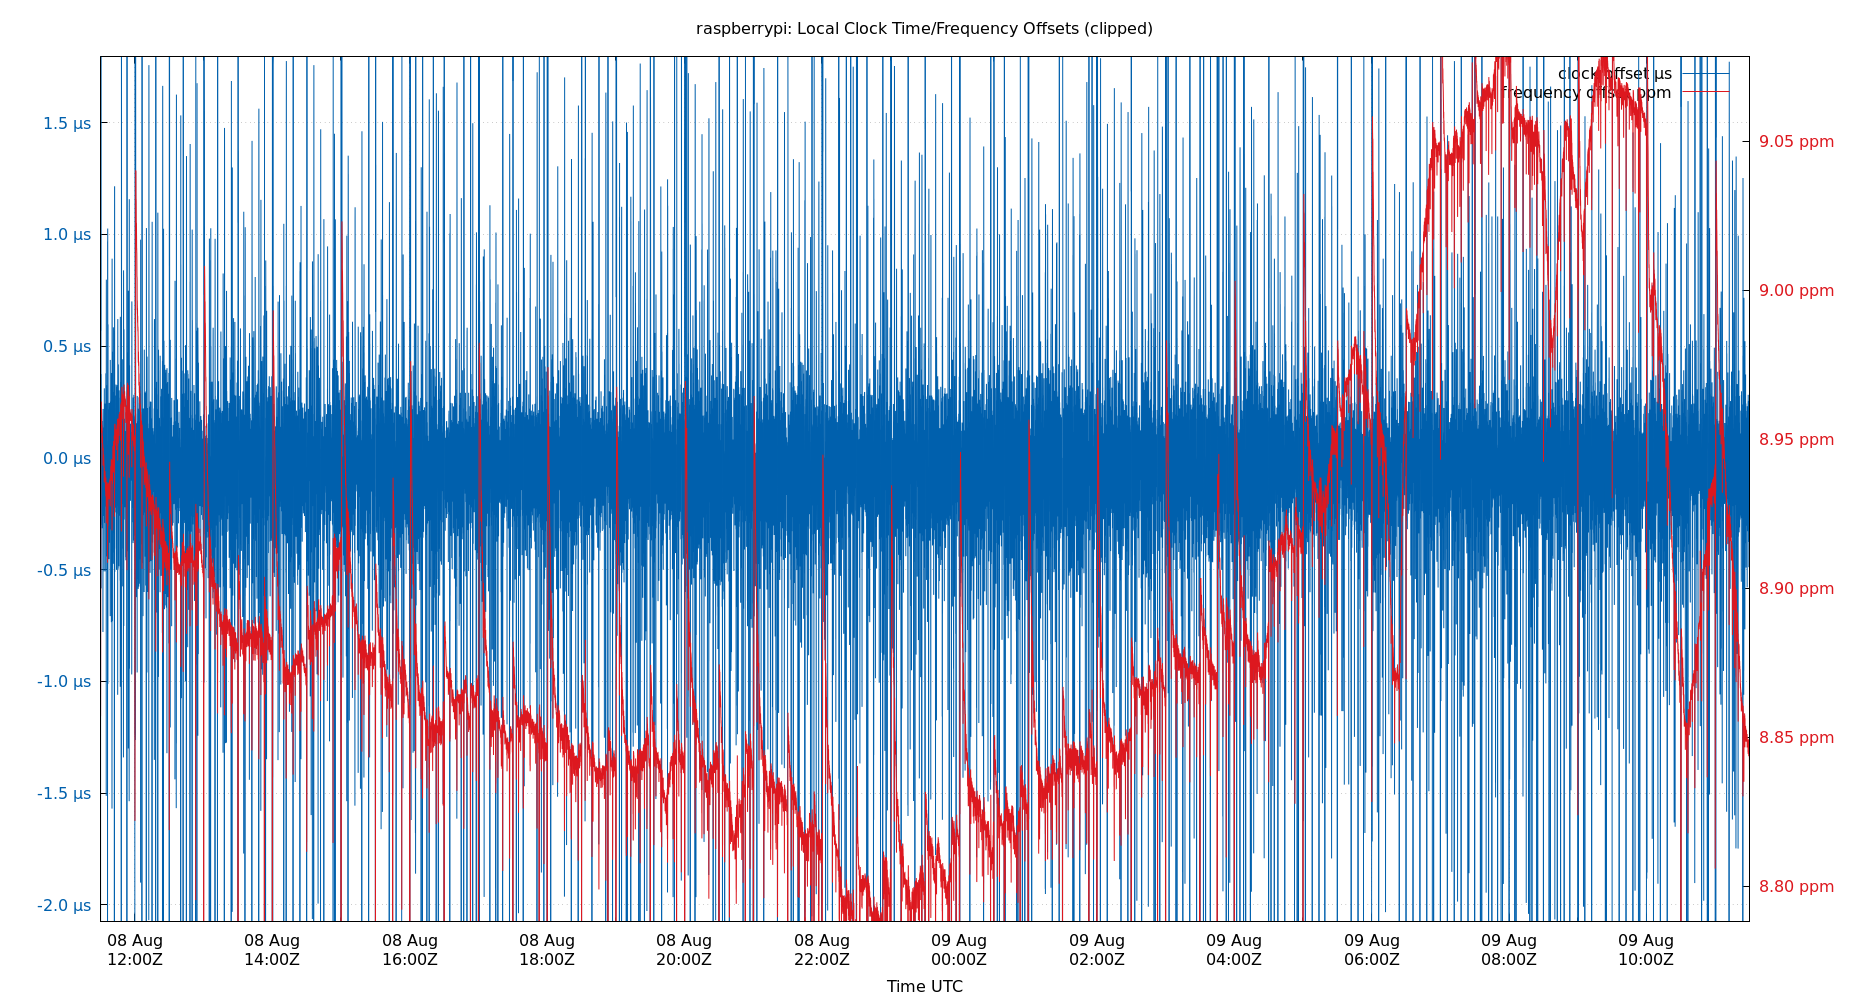 raspberrypi: Local Clock Time/Frequency Offsets (clipped)
clock offset µs
frequency offset ppm
1.5 µs
1.0 µs
0.5 µs
0.0 µs
-0.5 µs
-1.0 µs
-1.5 µs
-2.0 µs
9.05 ppm
9.00 ppm
8.95 ppm
8.90 ppm
8.85 ppm
8.80 ppm
08 Aug 08 Aug 08 Aug 08 Aug 08 Aug 08 Aug 09 Aug 09 Aug 09 Aug 09 Aug 09 Aug 09 Aug
12:00Z 14:00Z 16:00Z 18:00Z 20:00Z 22:00Z 00:00Z 02:00Z 04:00Z 06:00Z 08:00Z 10:00Z
Time UTC